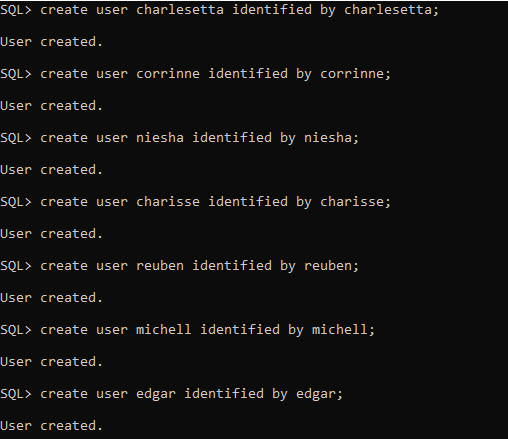 SQL> create user charlesetta identified by charlesetta;
User created.
SQL> create user corrinne identified by corrinne;
User created.
SQL> create user niesha identified by niesha;
User created.
SQL> create user charisse identified by charisse;
User created.
SQL> create user reuben identified by reuben;
User created.
SQL> create user michell identified by michell;
User created.
SQL> create user edgar identified by edgar;
User created.